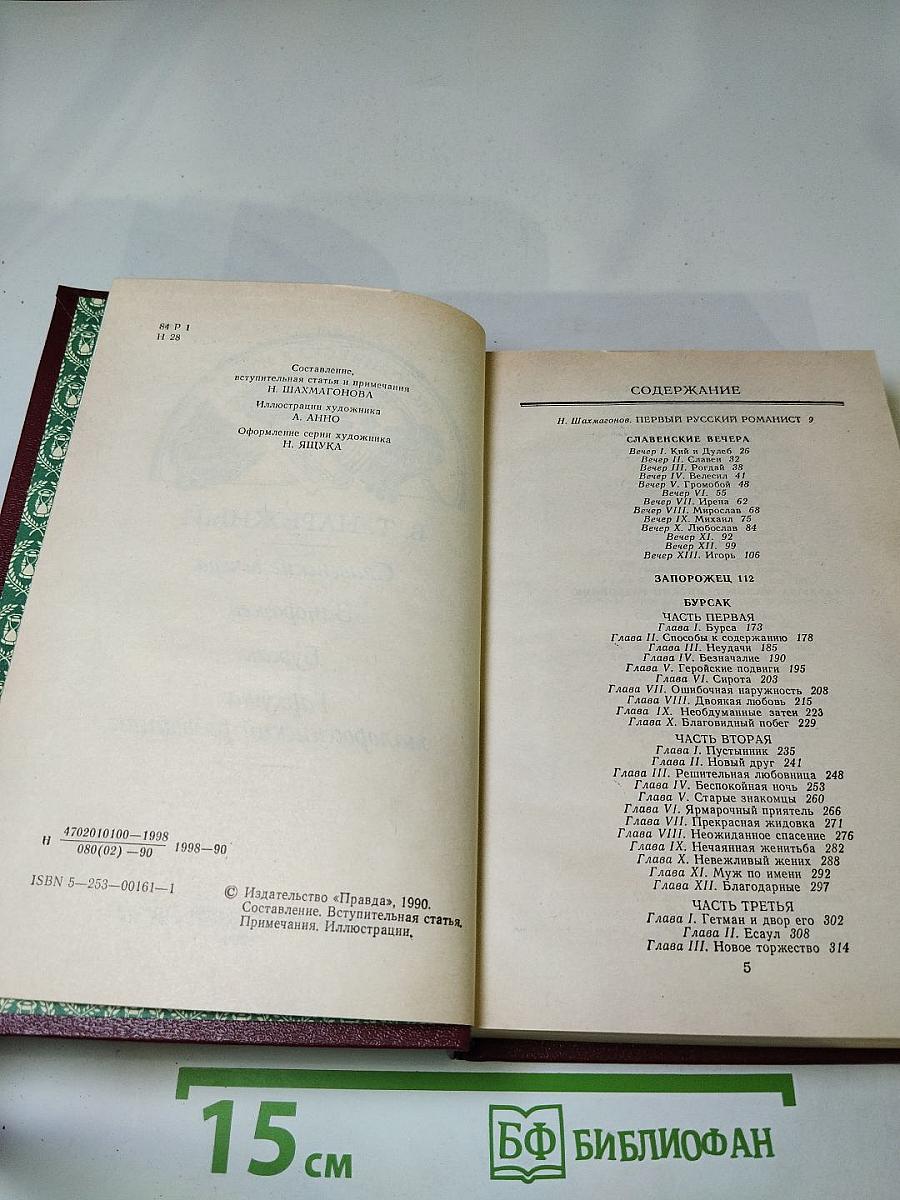 84 Р 1
Н 28
Составление,
вступительная статья и примечания
Н. ШАХМАГОНОВА
Иллюстрации художника
А. АННО
Оформление серии художника
Н. ЯЩУКА
Н 4702010100—1998
080(02)—90
1998—90
ISBN 5—253—00161—1
© Издательство «Правда», 1990.
Составление. Вступительная статья.
Примечания. Иллюстрации.
СОДЕРЖАНИЕ
Н. Шахмагонов. ПЕРВЫЙ РУССКИЙ РОМАНИСТ 9
СЛАВЕНСКИЕ ВЕЧЕРА
Вечер I. Кий и Дулеб 26
Вечер II. Славен 32
Вечер III. Рогдай 38
Вечер IV. Велесил 41
Вечер V. Громобой 48
Вечер VI. 55
Вечер VII. Ирена 62
Вечер VIII. Мирослав 68
Вечер IX. Михаил 75
Вечер X. Любослав 84
Вечер XI. 92
Вечер XII. 99
Вечер XIII. Игорь 106
ЗАПОРОЖЕЦ 112
БУРСАК
ЧАСТЬ ПЕРВАЯ
Глава I. Бурса 173
Глава II. Способы к содержанию 178
Глава III. Неудачи 185
Глава IV. Безначалие 190
Глава V. Геройские подвиги 195
Глава VI. Сирота 203
Глава VII. Ошибочная наружность 208
Глава VIII. Двоякая любовь 215
Глава IX. Необдуманные затеи 223
Глава X. Благовидный побег 229
ЧАСТЬ ВТОРАЯ
Глава I. Пустынник 235
Глава II. Новый друг 241
Глава III. Решительная любовница 248
Глава IV. Беспокойная ночь 253
Глава V. Старые знакомцы 260
Глава VI. Ярмарочный приятель 266
Глава VII. Прекрасная жидовка 271
Глава VIII. Неожиданное спасение 276
Глава IX. Нечаянная женитьба 282
Глава X. Невежливый жених 288
Глава XI. Муж по имени 292
Глава XII. Благодарные 297
ЧАСТЬ ТРЕТЬЯ
Глава I. Гетман и двор его 302
Глава II. Есаул 308
Глава III. Новое торжество 314
5
15 см
БФ БИБЛИОФАН